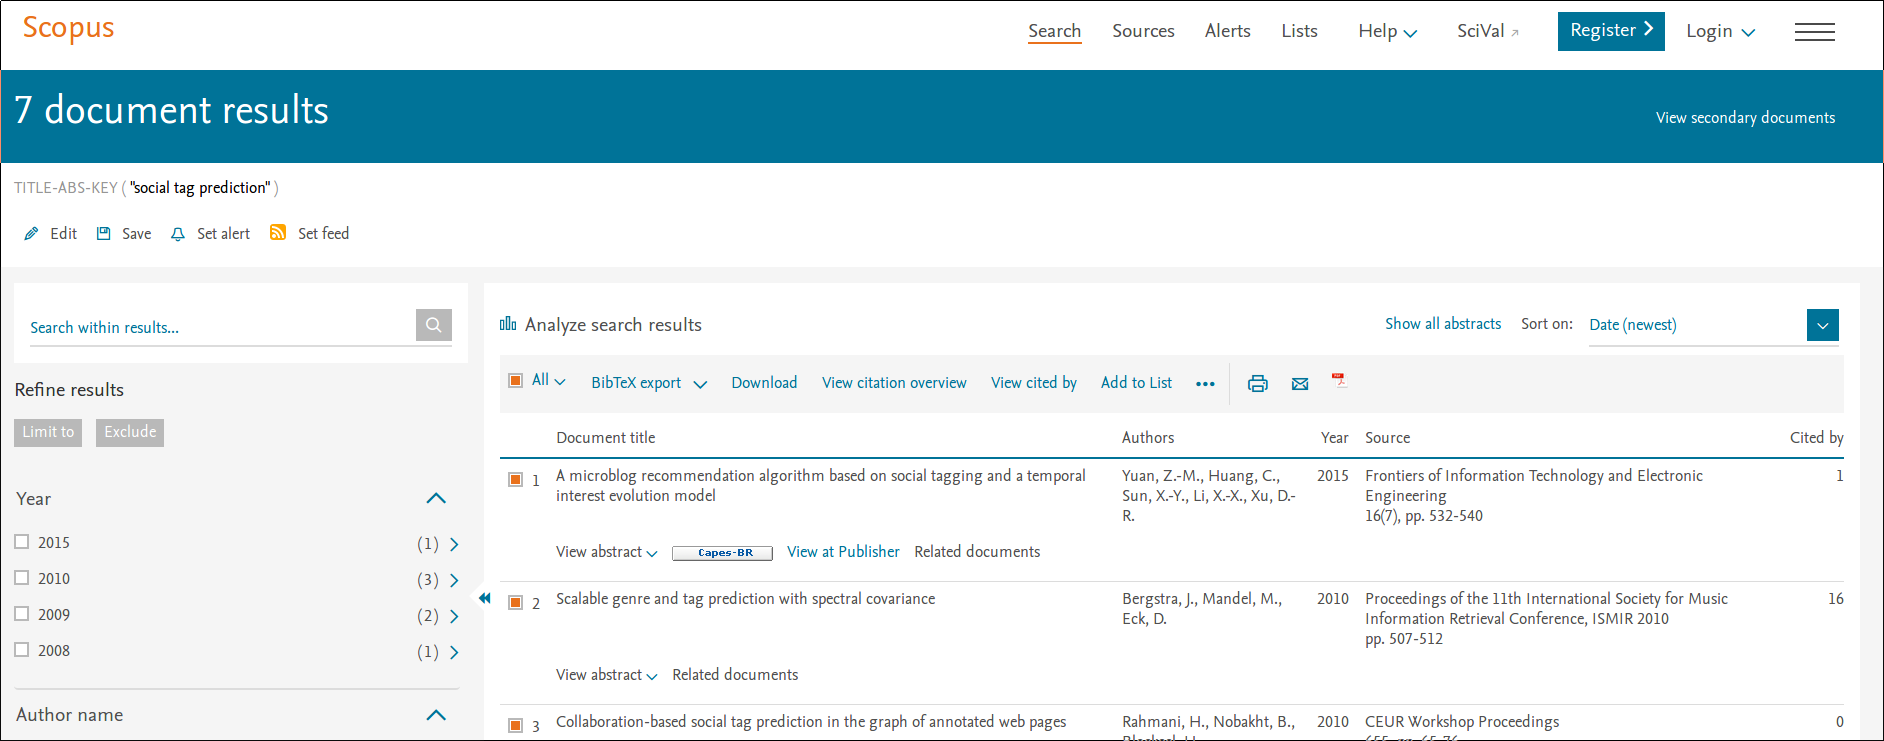 Scopus
Search Sources Alerts Lists Help SciVal Register Login
7 document results
View secondary documents
TITLE-ABS-KEY ( "social tag prediction" )
Edit Save Set alert Set feed
Search within results...
Refine results
Limit to Exclude
Year
2015 (1)
2010 (3)
2009 (2)
2008 (1)
Author name
Analyze search results
Show all abstracts Sort on: Date (newest)
All BibTeX export Download View citation overview View cited by Add to List
Document title Authors Year Source Cited by
1 A microblog recommendation algorithm based on social tagging and a temporal Yuan, Z.-M., Huang, C., 2015 Frontiers of Information Technology and Electronic 1
interest evolution model Sun, X.-Y., Li, X.-X., Xu, D.- Engineering
R. 16(7), pp. 532-540
View abstract Capes-BR View at Publisher Related documents
2 Scalable genre and tag prediction with spectral covariance Bergstra, J., Mandel, M., 2010 Proceedings of the 11th International Society for Music 16
Eck, D. Information Retrieval Conference, ISMIR 2010
pp. 507-512
View abstract Related documents
3 Collaboration-based social tag prediction in the graph of annotated web pages Rahmani, H., Nobakht, B., 2010 CEUR Workshop Proceedings 0